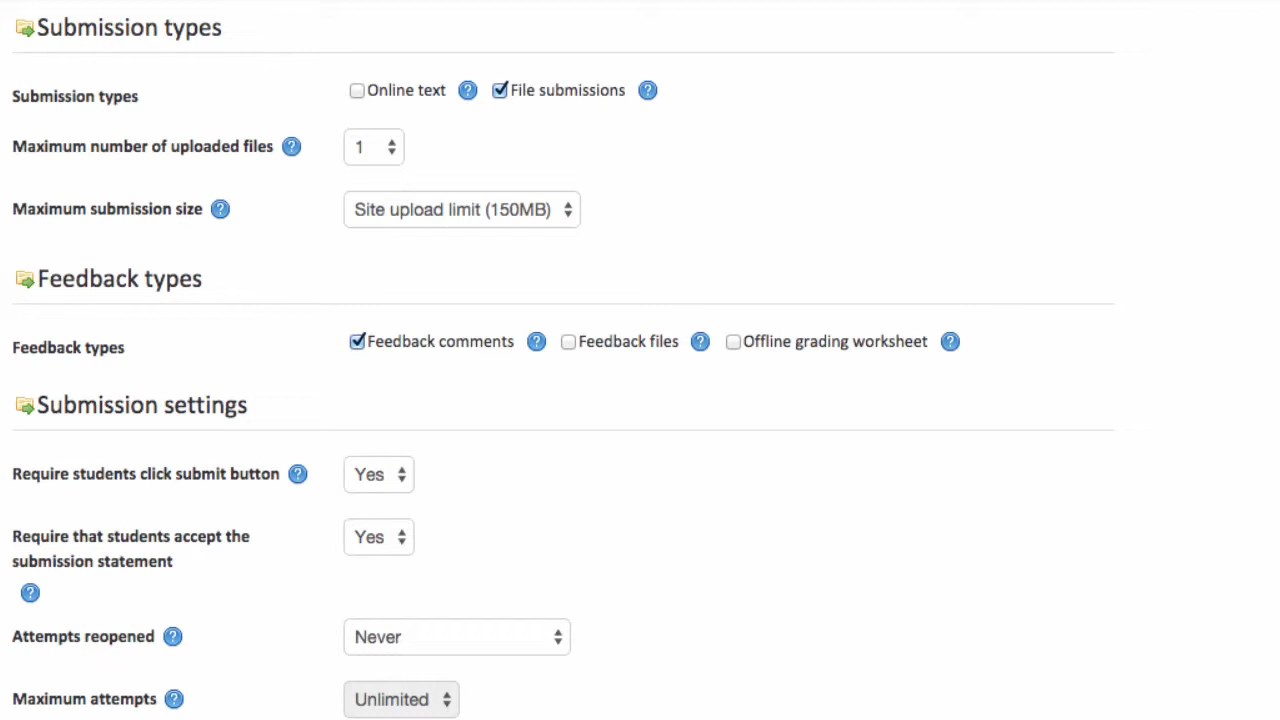 Submission types
Submission types Online text File submissions
Maximum number of uploaded files 1
Maximum submission size Site upload limit (150MB)
Feedback types
Feedback types Feedback comments Feedback files Offline grading worksheet
Submission settings
Require students click submit button Yes
Require that students accept the Yes
submission statement
Attempts reopened Never
Maximum attempts Unlimited